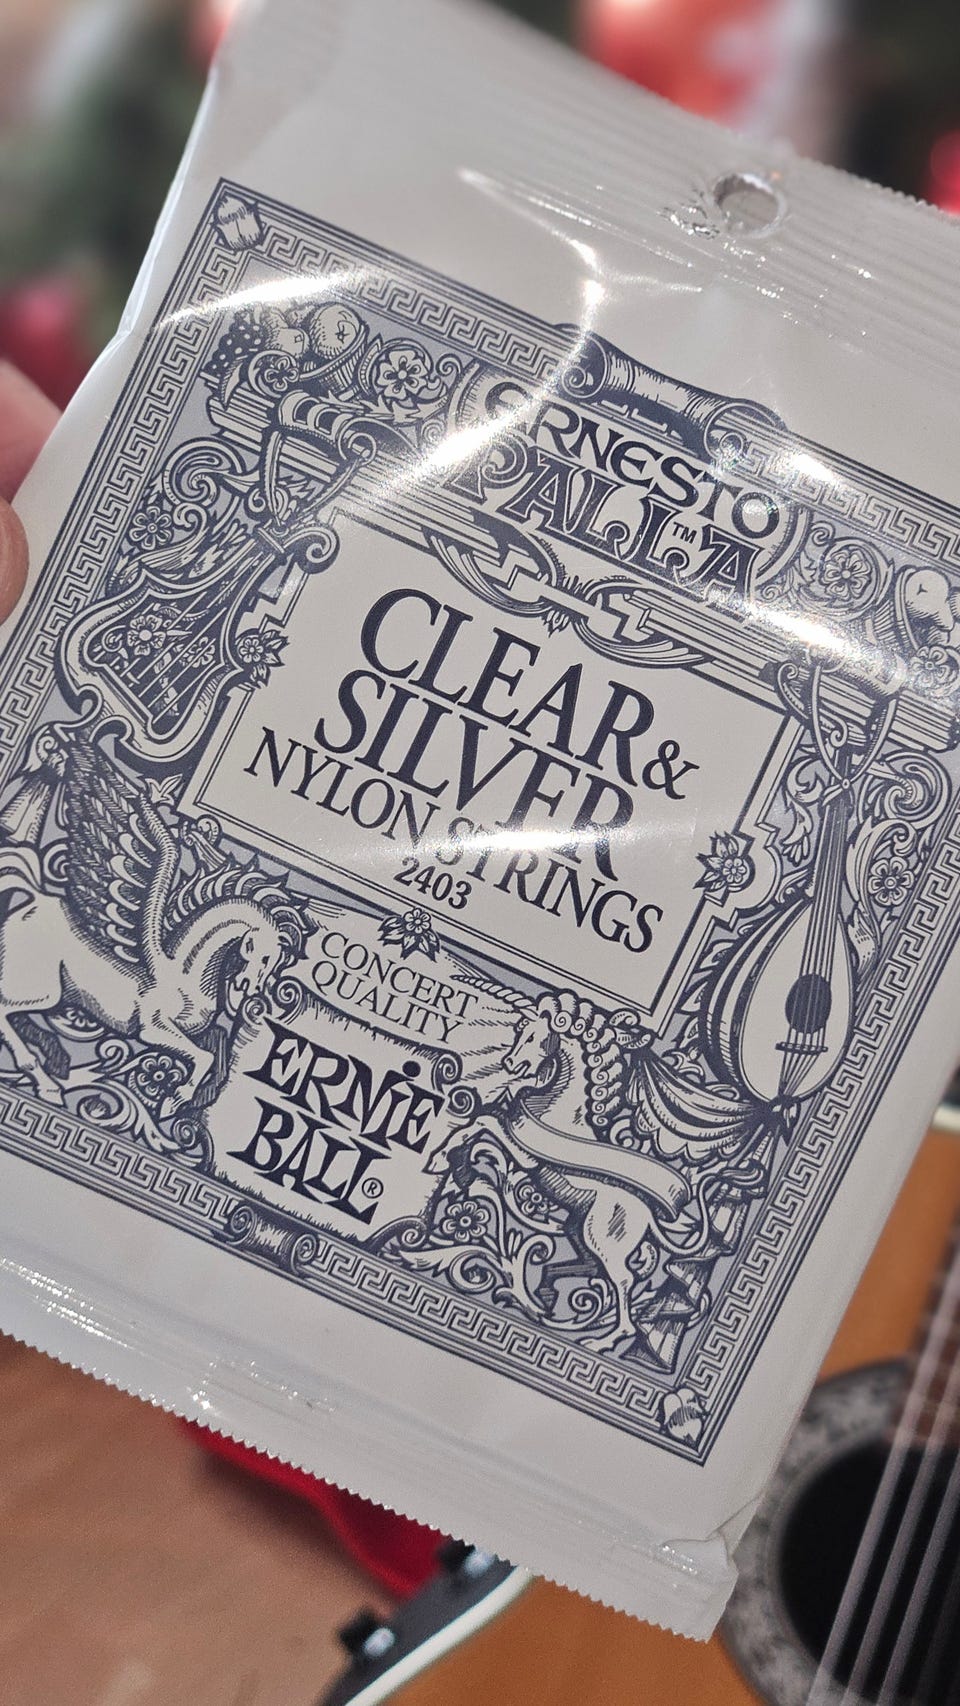 ERNESTO
PALLA™
CLEAR &
SILVER
NYLON STRINGS
2403
CONCERT
QUALITY
ERNIE
BALL®